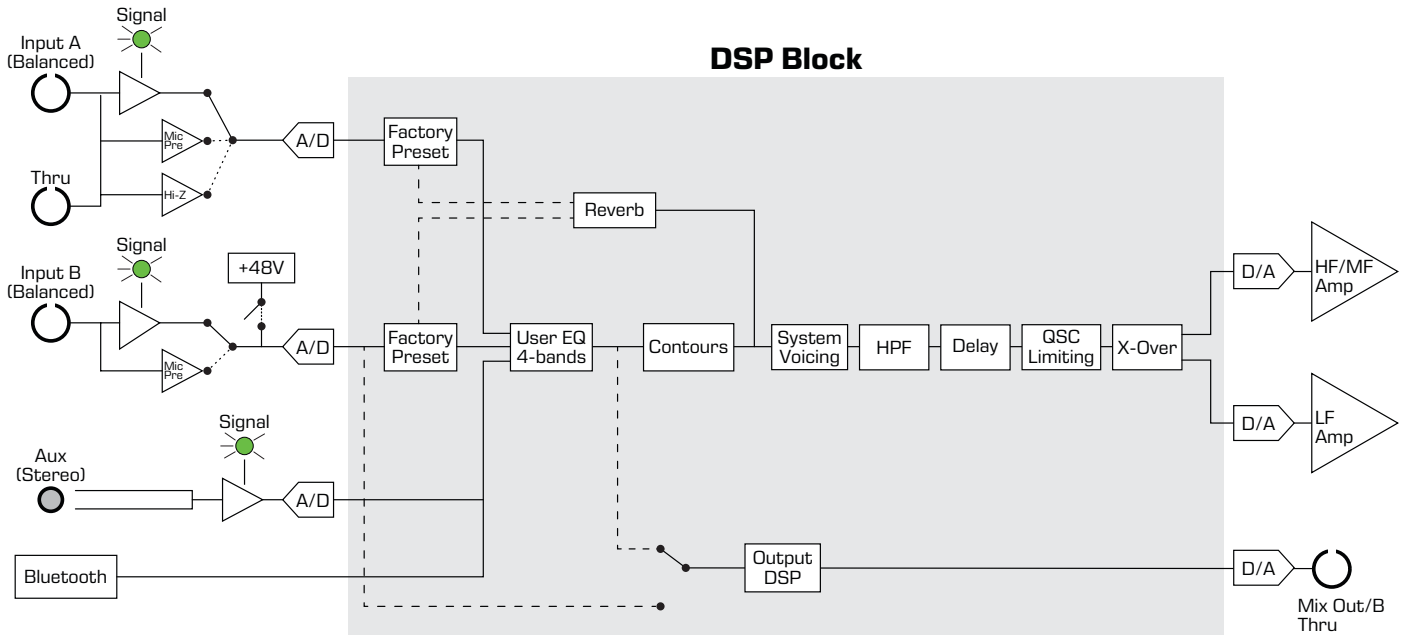 DSP Block
Signal
Input A
(Balanced)
Mic
Pre
Thru
Hi-Z
A/D
Factory
Preset
Reverb
Signal
Input B
(Balanced)
+48V
Mic
Pre
A/D
Factory
Preset
User EQ
4-bands
Contours
System
Voicing
HPF
Delay
QSC
Limiting
X-Over
D/A
HF/MF
Amp
D/A
LF
Amp
Signal
Aux
(Stereo)
A/D
Bluetooth
Output
DSP
D/A
Mix Out/B
Thru